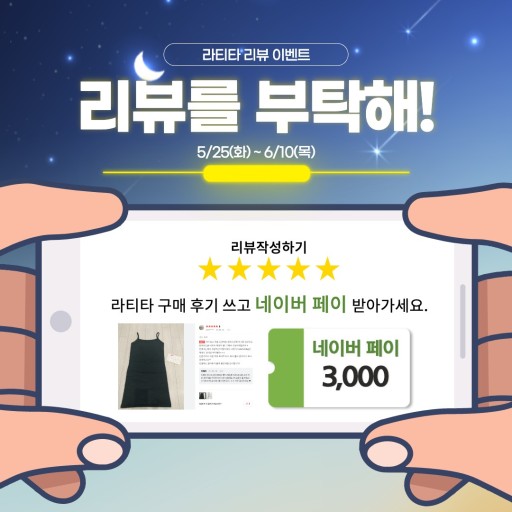 라티타 리뷰 이벤트
리뷰를 부탁해!
5/25(화) ~ 6/10(목)
리뷰작성하기
라티타 구매 후기 쓰고 네이버 페이 받아가세요.
네이버 페이
3,000